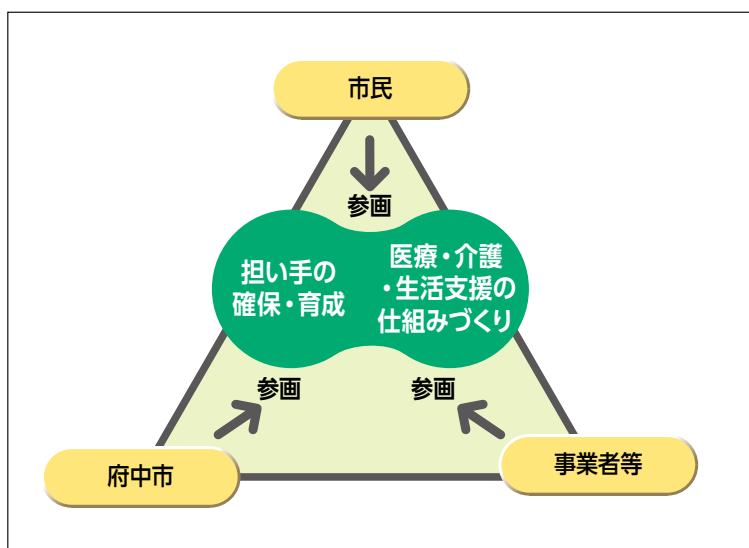 市民
参画
担い手の
確保・育成
医療・介護
・生活支援の
仕組みづくり
参画
参画
府中市
事業者等